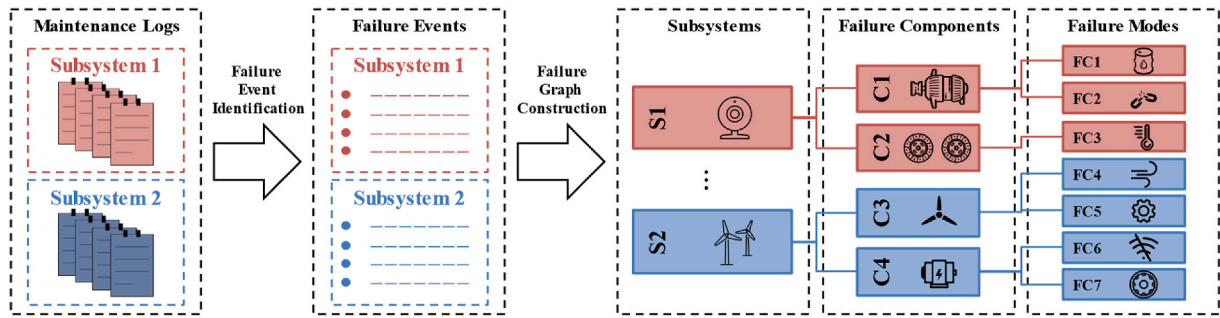 Maintenance Logs
Subsystem 1
Subsystem 2
Failure
Event
Identification
Failure Events
Subsystem 1
Subsystem 2
Failure
Graph
Construction
Subsystems
S1
⋮
S2
Failure Components
C1
C2
C3
C4
Failure Modes
FC1
FC2
FC3
FC4
FC5
FC6
FC7